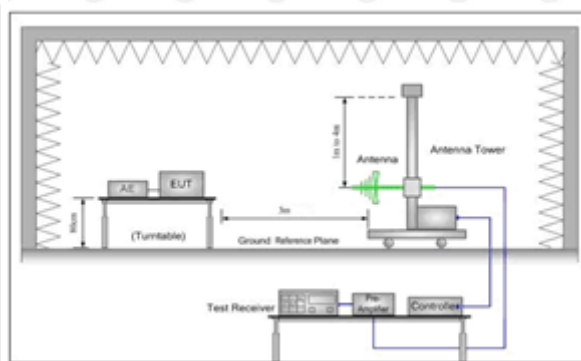 1m to 4m
Antenna
Antenna Tower
AE
EUT
3m
80cm
(Turntable)
Ground Reference Plane
Test Receiver
Pre-
Amplifier
Controller